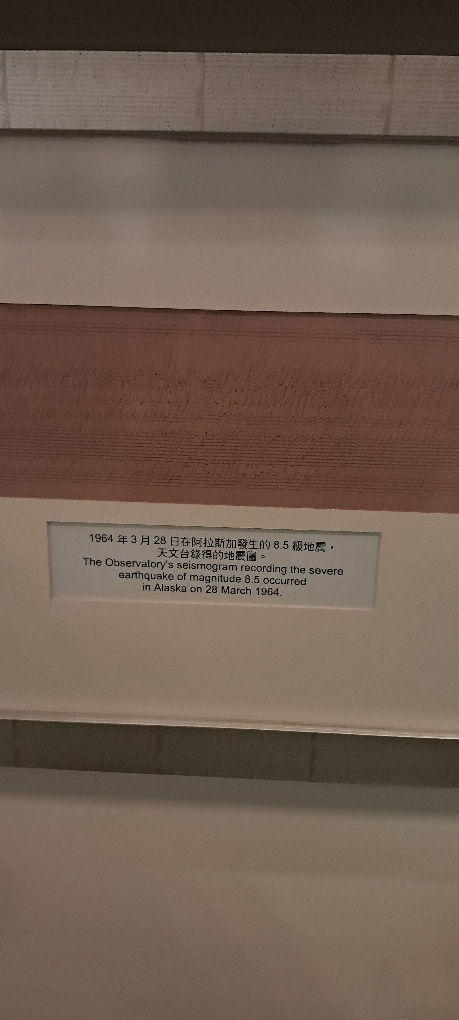 1964 年 3 月 28 日在阿拉斯加發生的 8.5 級地震，
天文台錄得的地震圖。
The Observatory's seismogram recording the severe
earthquake of magnitude 8.5 occurred
in Alaska on 28 March 1964.